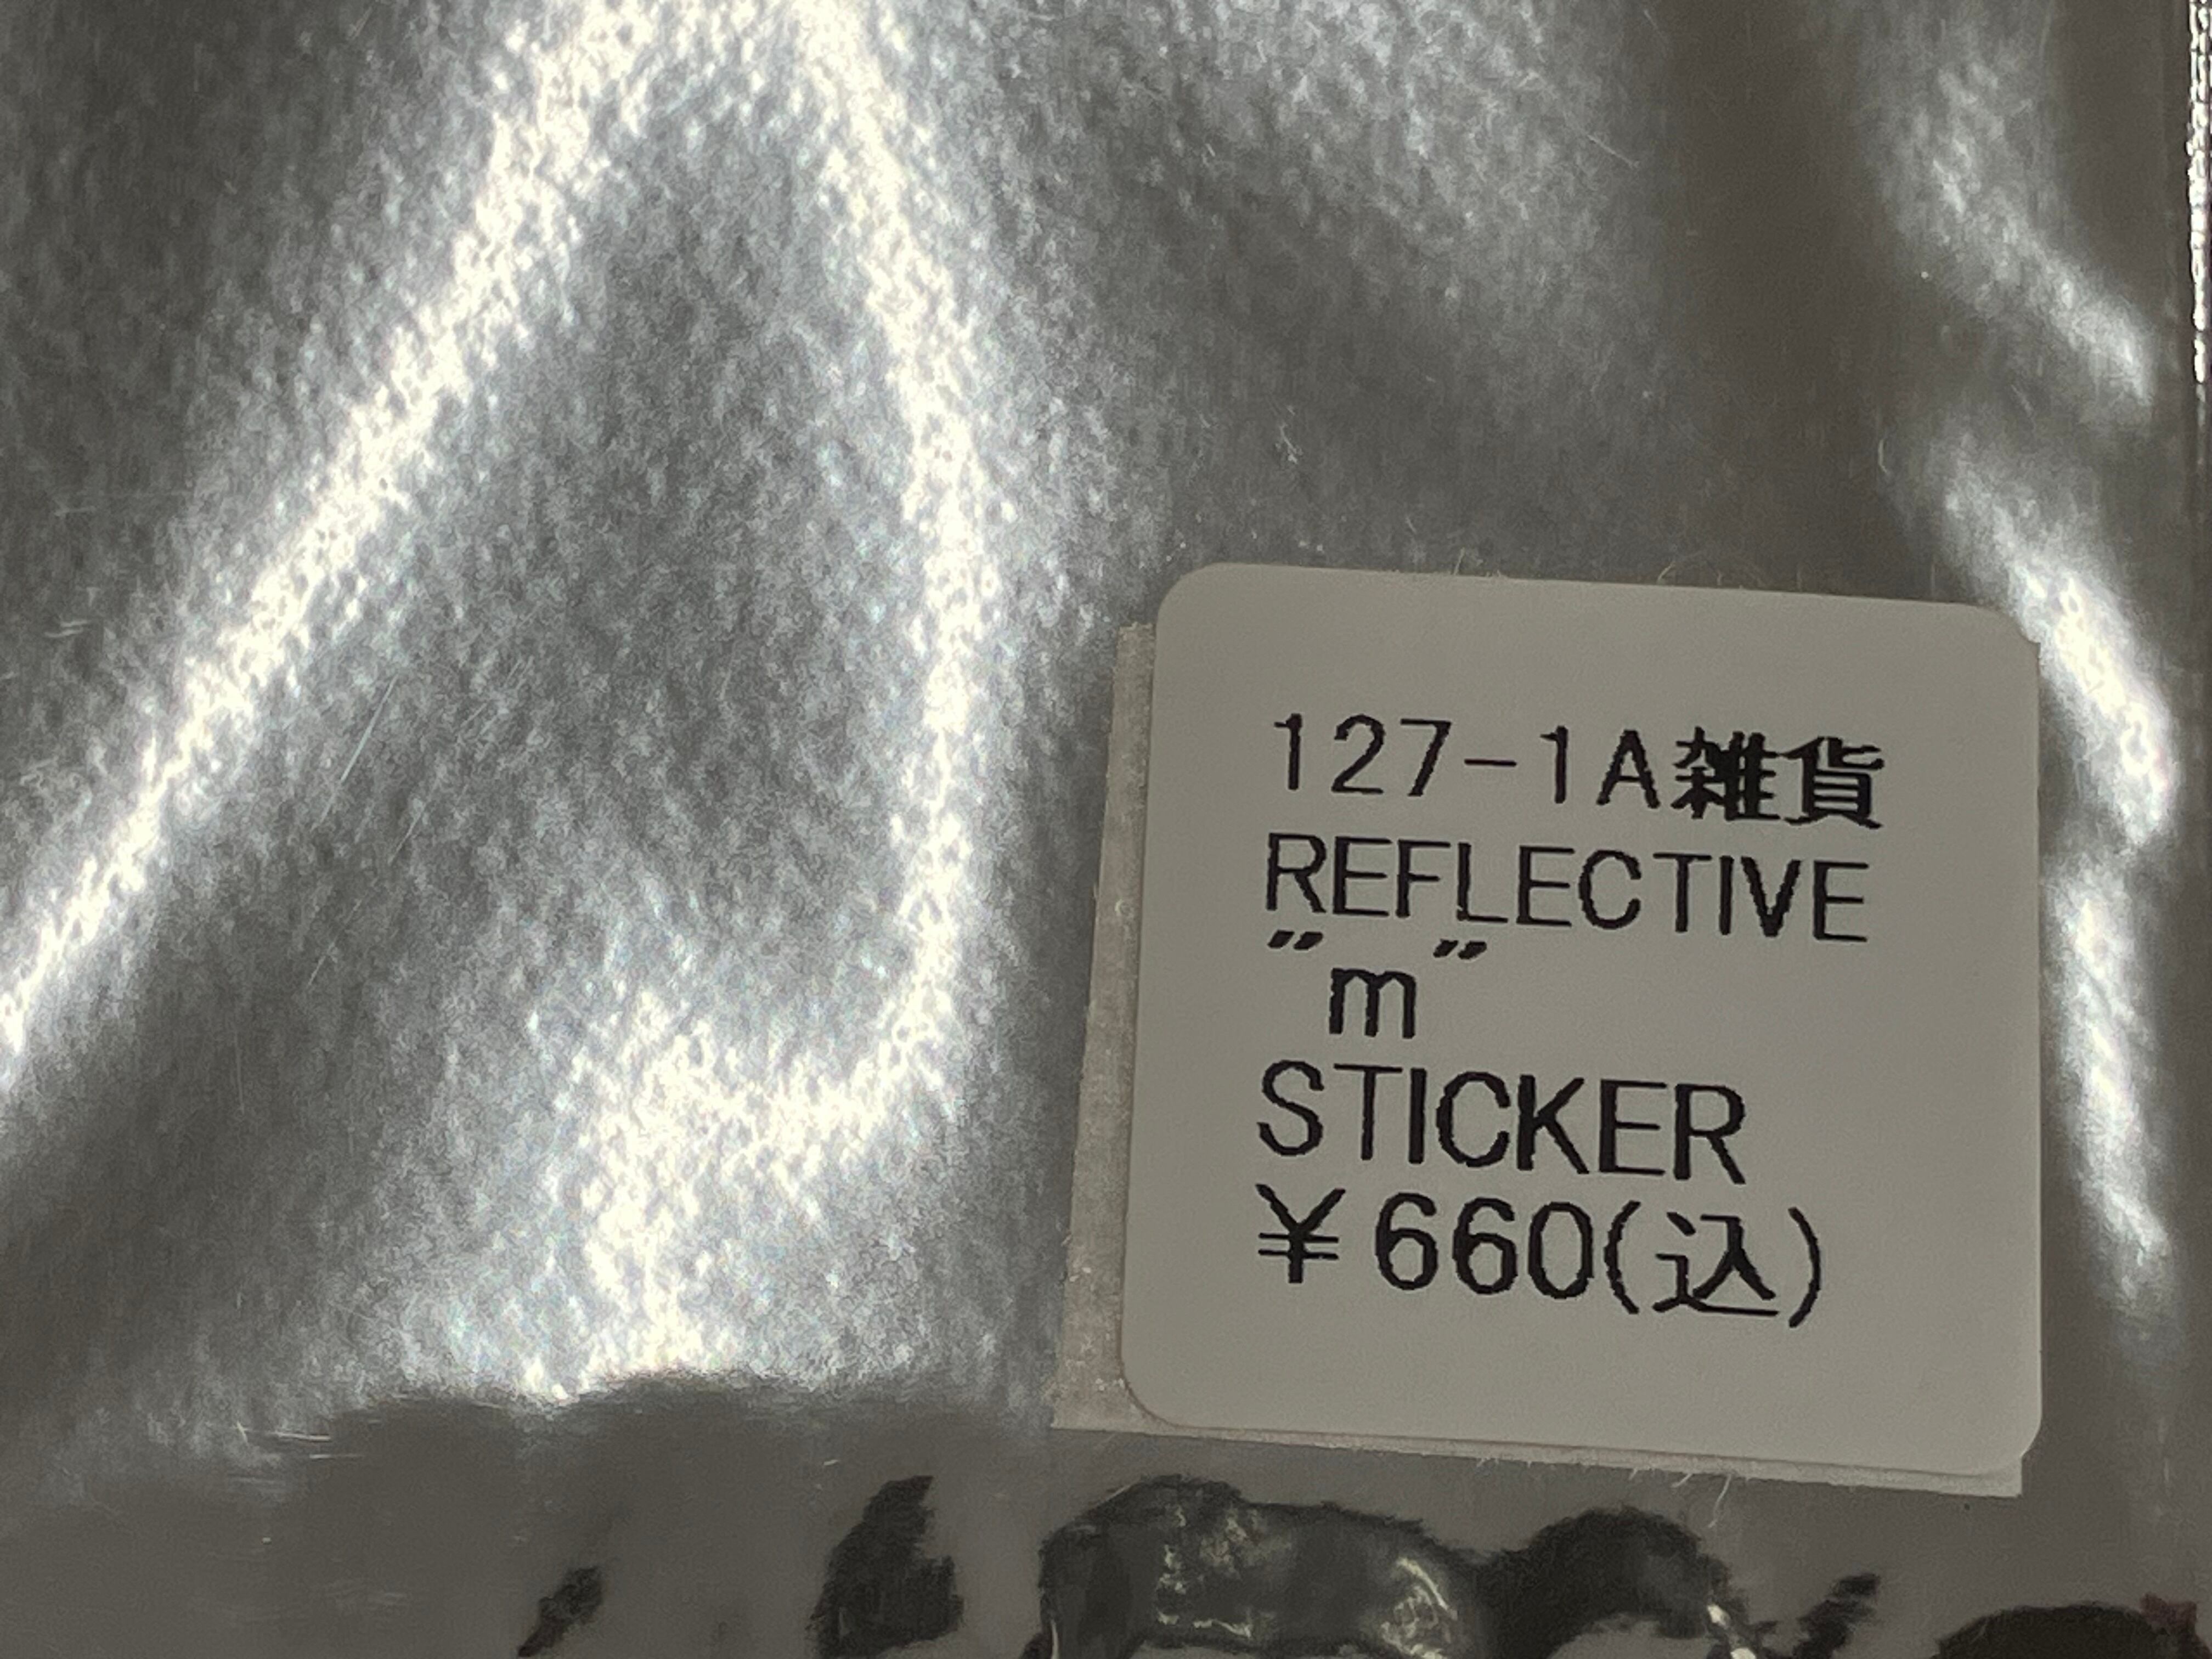 127-1A雑貨
REFLECTIVE
"m"
STICKER
¥660(込)